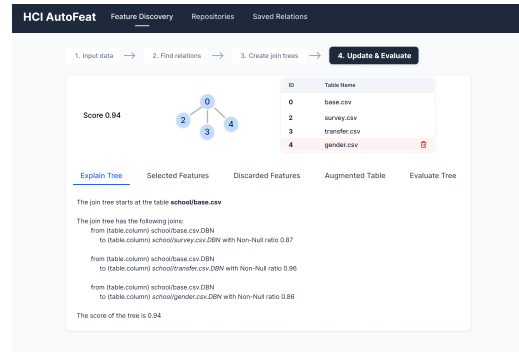 HCI AutoFeat Feature Discovery Repositories Saved Relations
1. Input data → 2. Find relations → 3. Create join trees → 4. Update & Evaluate
Score 0.94
0
2
3
4
ID Table Name
0 base.csv
2 survey.csv
3 transfer.csv
4 gender.csv
Explain Tree Selected Features Discarded Features Augmented Table Evaluate Tree
The join tree starts at the table school/base.csv
The join tree has the following joins:
from (table.column) school/base.csv.DBN
to (table.column) school/survey.csv.DBN with Non-Null ratio 0.87
from (table.column) school/base.csv.DBN
to (table.column) school/transfer.csv.DBN with Non-Null ratio 0.96
from (table.column) school/base.csv.DBN
to (table.column) school/gender.csv.DBN with Non-Null ratio 0.86
The score of the tree is 0.94